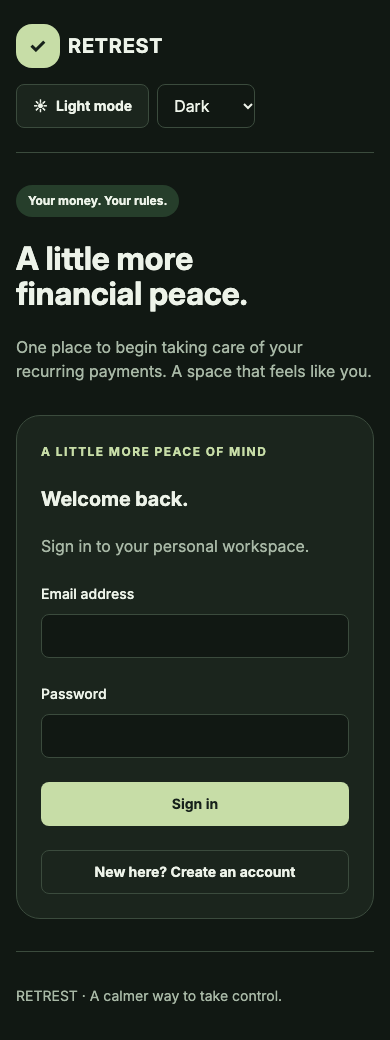 RETREST
Light mode
Dark
Your money. Your rules.
A little more
financial peace.
One place to begin taking care of your
recurring payments. A space that feels like you.
A LITTLE MORE PEACE OF MIND
Welcome back.
Sign in to your personal workspace.
Email address
Password
Sign in
New here? Create an account
RETREST · A calmer way to take control.